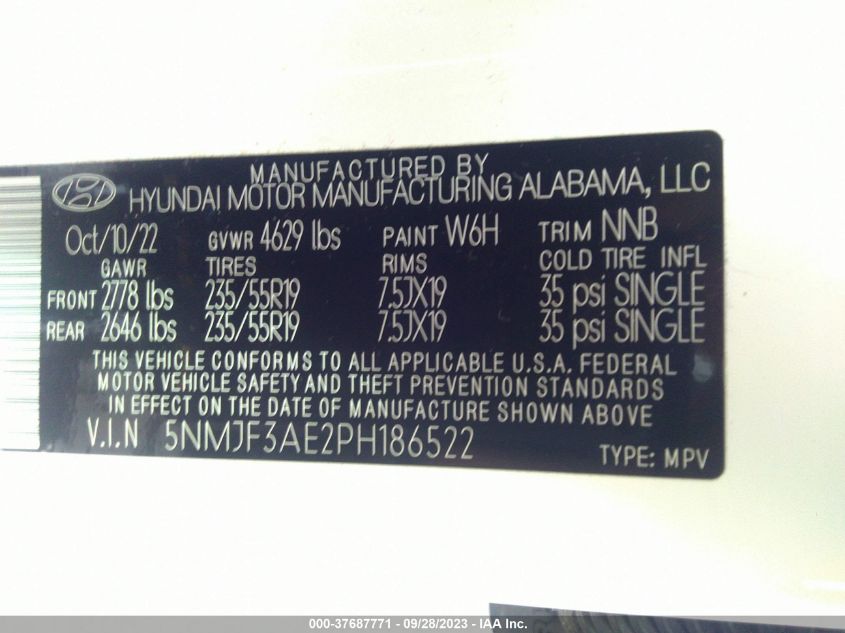 MANUFACTURED BY
HYUNDAI MOTOR MANUFACTURING ALABAMA, LLC
Oct/10/22 GVWR 4629 lbs PAINT W6H TRIM NNB
GAWR TIRES RIMS COLD TIRE INFL
FRONT 2778 lbs 235/55R19 7.5JX19 35 psi SINGLE
REAR 2646 lbs 235/55R19 7.5JX19 35 psi SINGLE
THIS VEHICLE CONFORMS TO ALL APPLICABLE U.S.A. FEDERAL
MOTOR VEHICLE SAFETY AND THEFT PREVENTION STANDARDS
IN EFFECT ON THE DATE OF MANUFACTURE SHOWN ABOVE.
V.I.N 5NMJF3AE2PH186522
TYPE: MPV
000-37687771 - 09/28/2023 - IAA Inc.